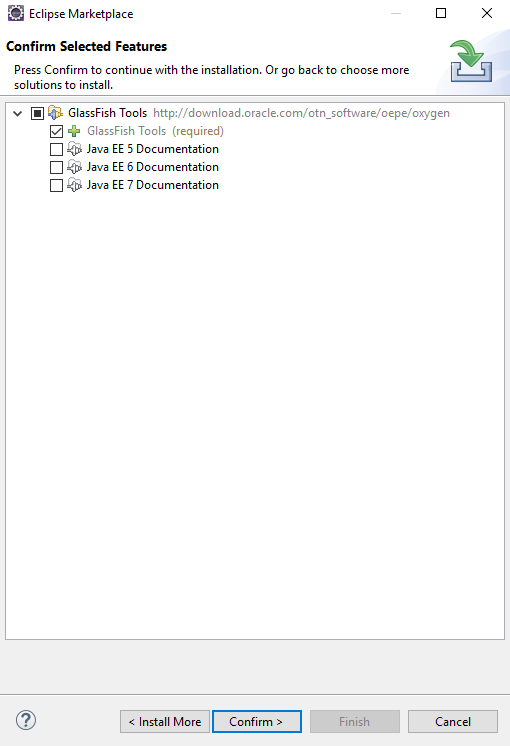 Eclipse Marketplace
Confirm Selected Features
Press Confirm to continue with the installation. Or go back to choose more
solutions to install.
GlassFish Tools http://download.oracle.com/otn_software/oepe/oxygen
GlassFish Tools (required)
Java EE 5 Documentation
Java EE 6 Documentation
Java EE 7 Documentation
? < Install More Confirm > Finish Cancel